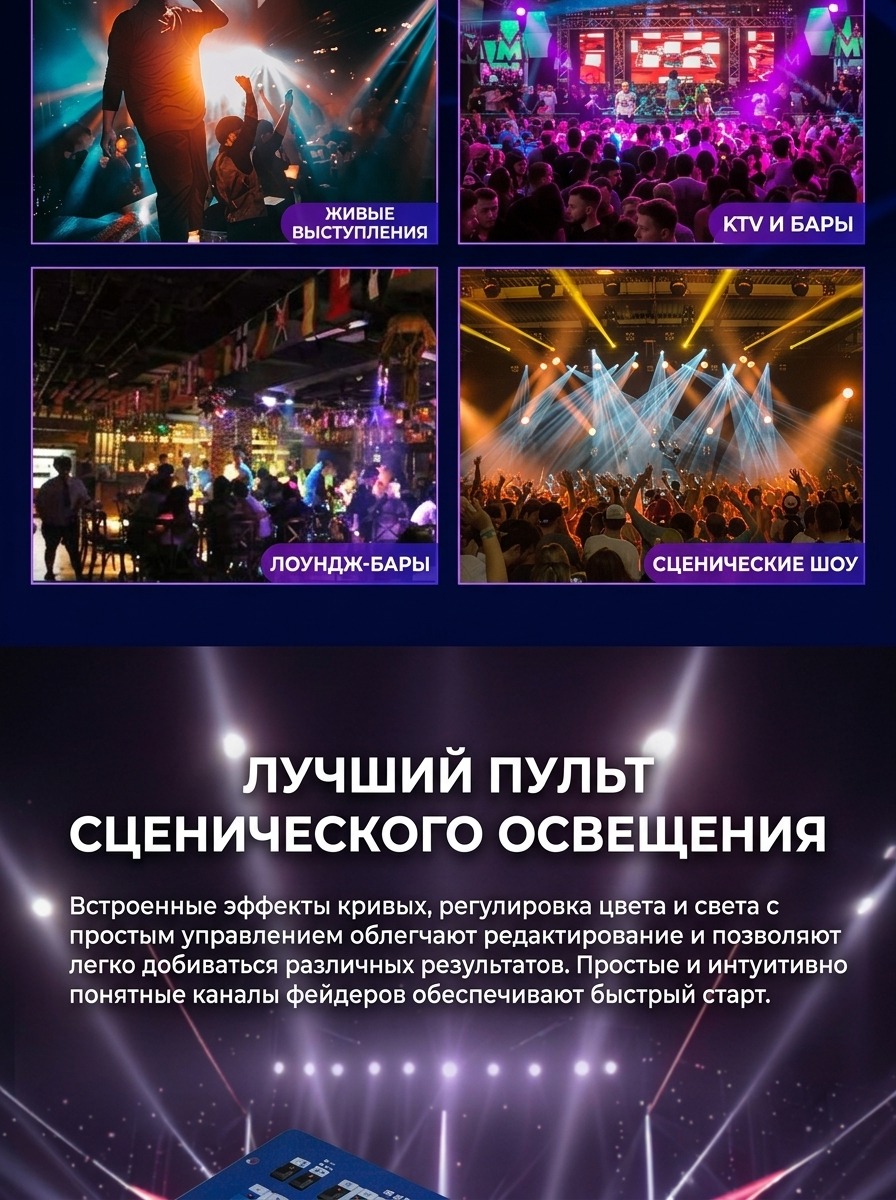 ЖИВЫЕ
ВЫСТУПЛЕНИЯ
KTV И БАРЫ
ЛОУНДЖ-БАРЫ
СЦЕНИЧЕСКИЕ ШОУ
ЛУЧШИЙ ПУЛЬТ
СЦЕНИЧЕСКОГО ОСВЕЩЕНИЯ
Встроенные эффекты кривых, регулировка цвета и света с
простым управлением облегчают редактирование и позволяют
легко добиваться различных результатов. Простые и интуитивно
понятные каналы фейдеров обеспечивают быстрый старт.